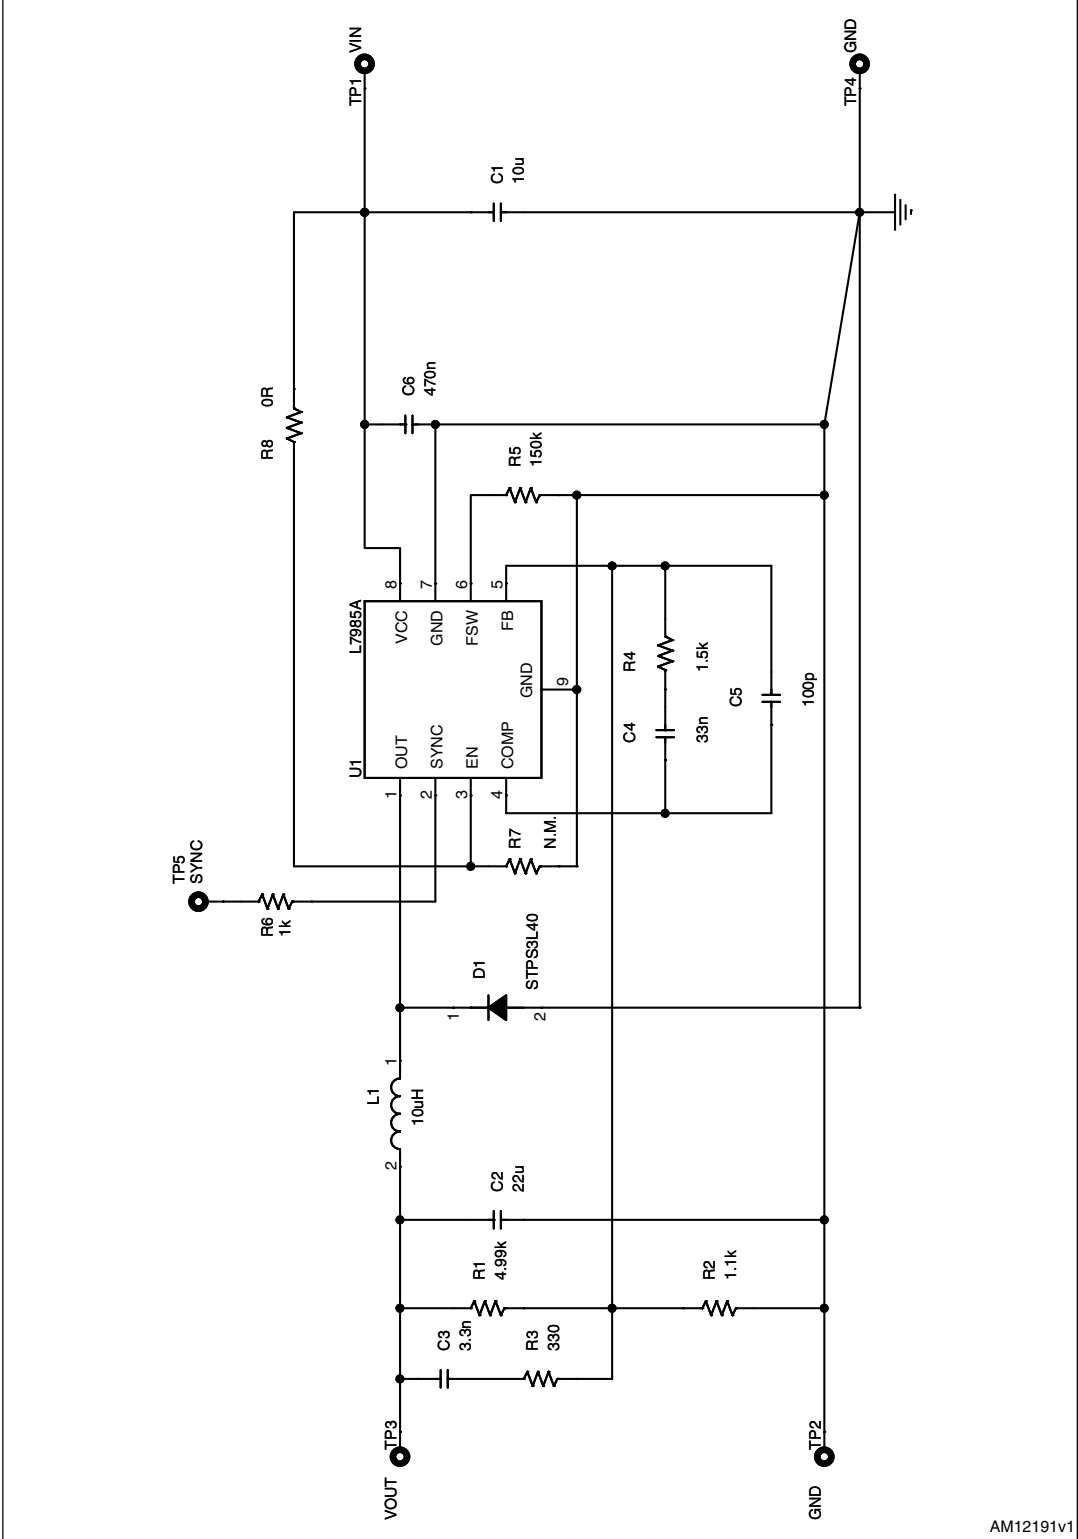 VIN
TP1
GND
TP4
C1
10u
R8 0R
C6
470n
R5
150k
U1 L7985A
OUT
SYNC
EN
COMP
VCC
GND
FSW
FB
GND
1
2
3
4
8
7
6
5
9
R4
1.5k
C4
33n
C5
100p
R7
N.M.
TP5
SYNC
R6
1k
D1
STPS3L40
1
2
L1
10uH
1
2
C2
22u
R1
4.99k
R2
1.1k
C3
3.3n
R3
330
TP3
VOUT
TP2
GND
AM12191v1